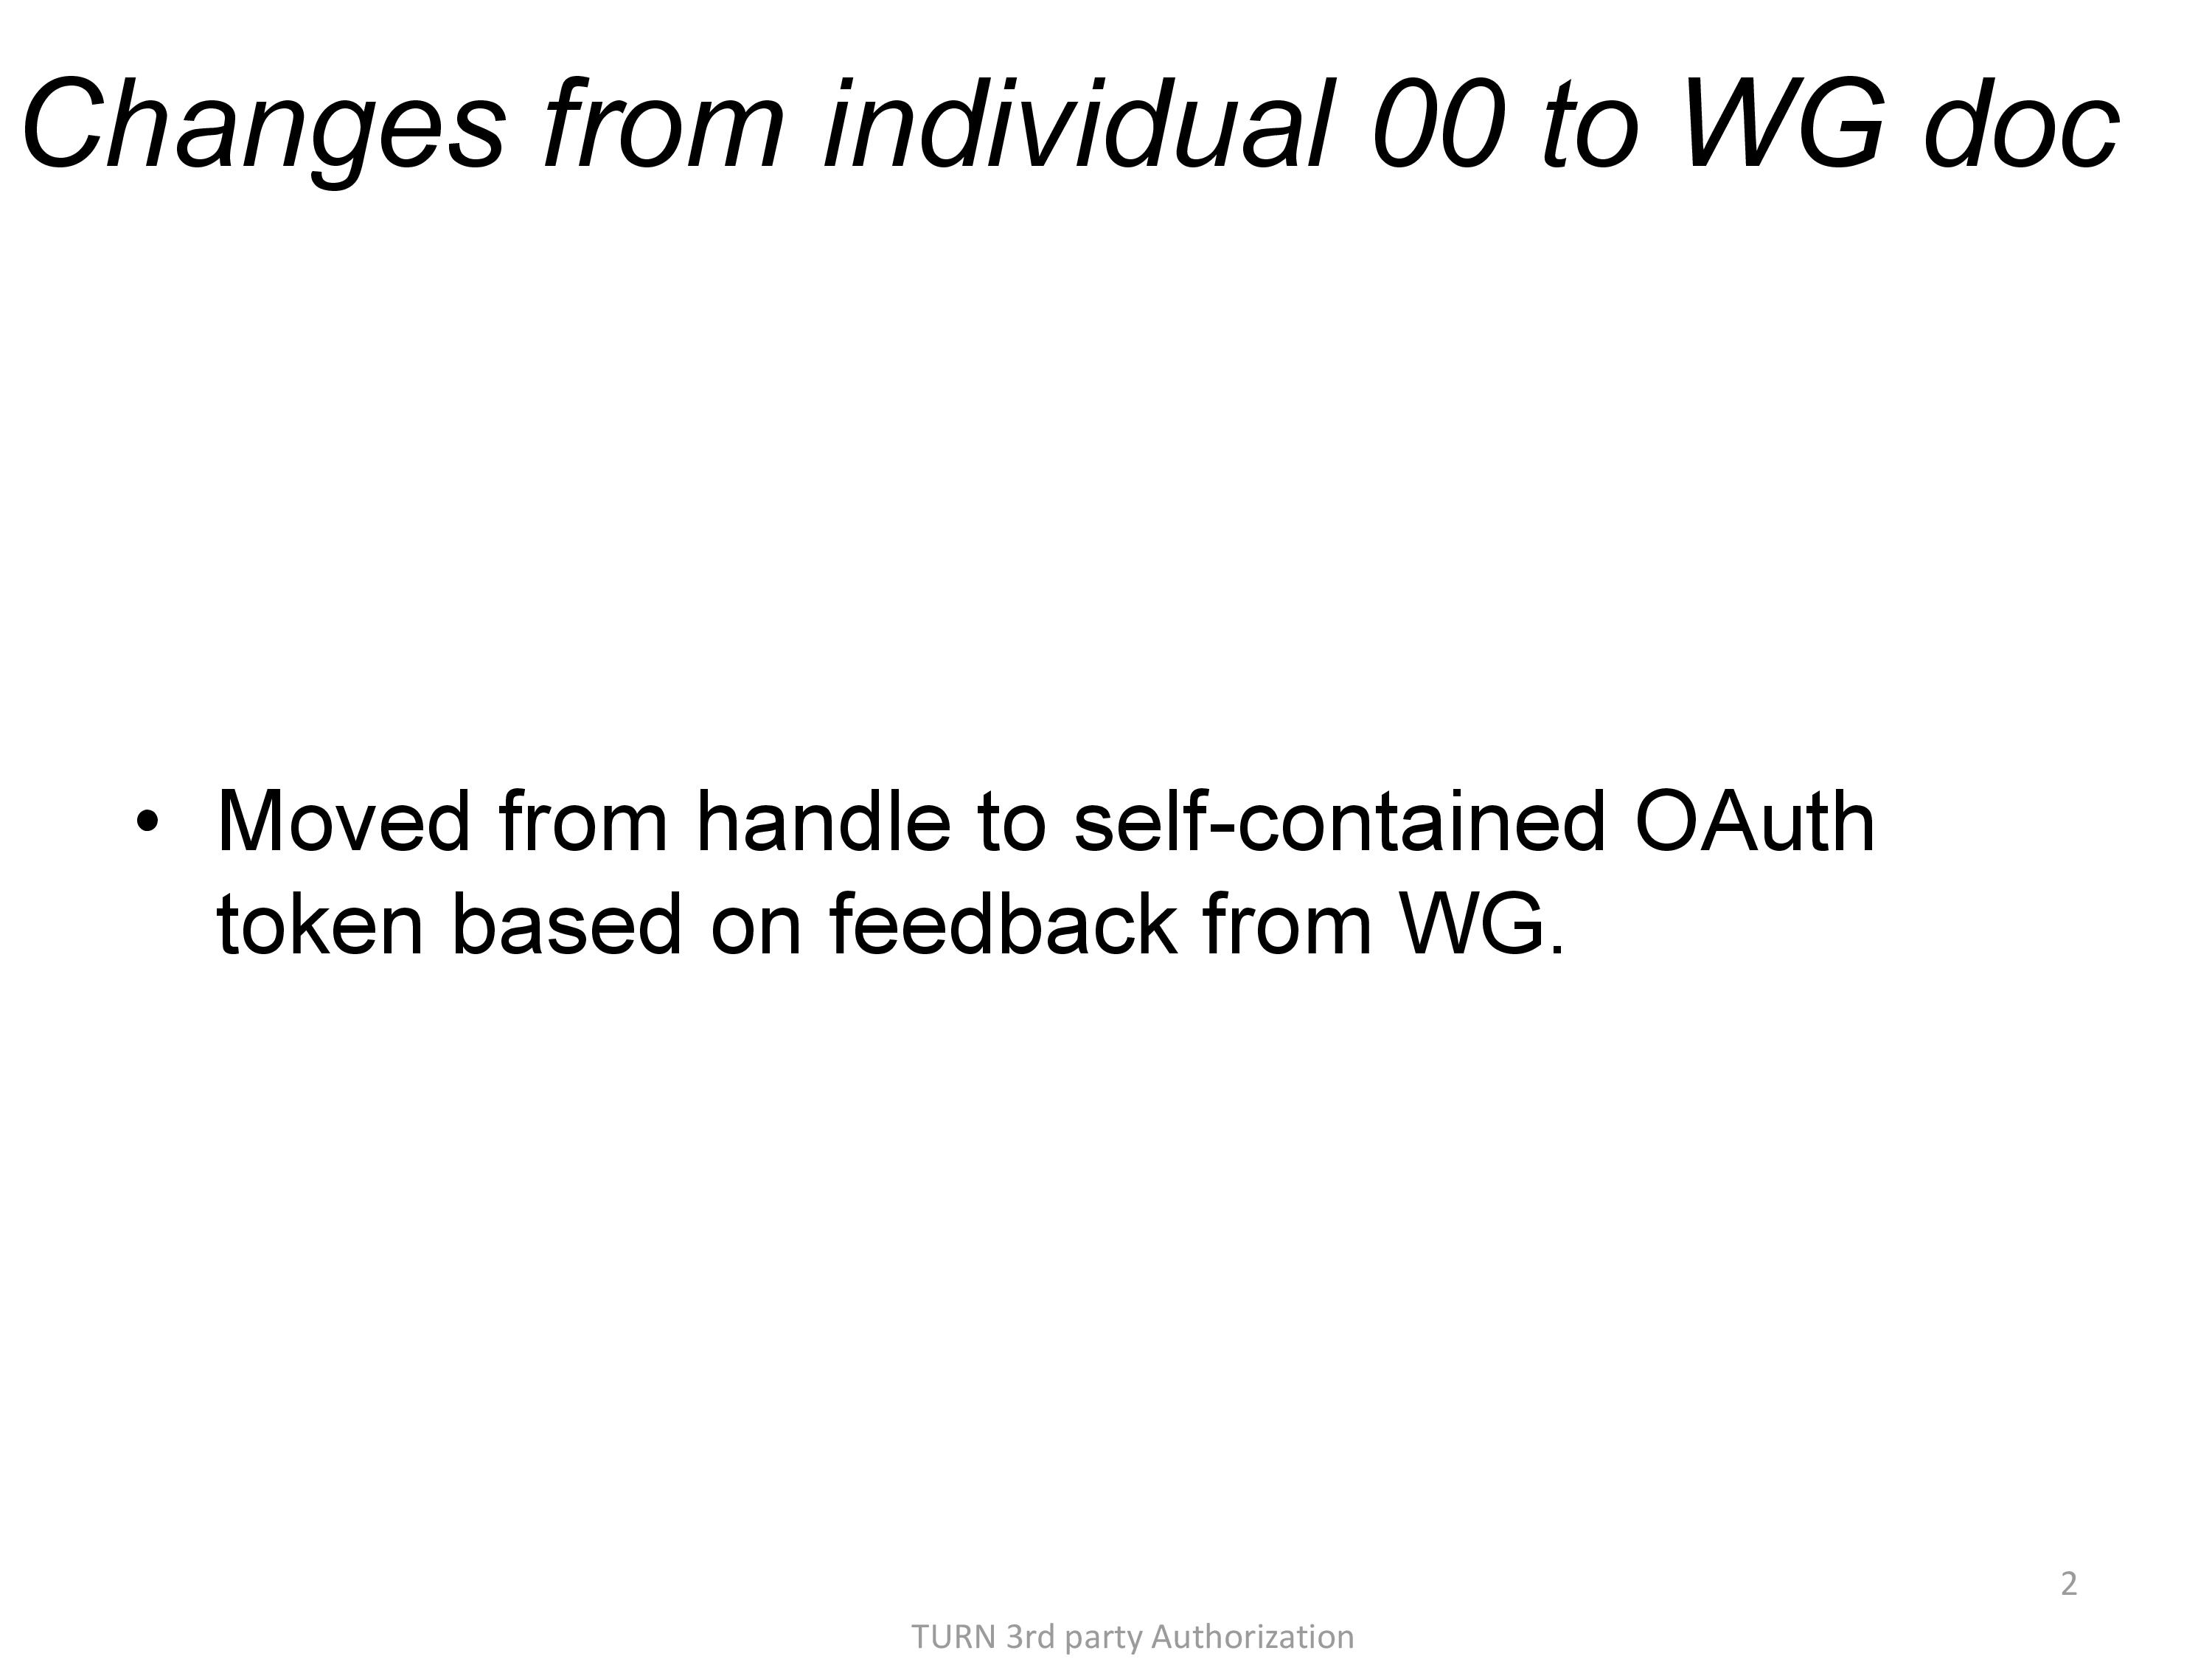 Changes from individual 00 to WG doc
• Moved from handle to self-contained OAuth
token based on feedback from WG.
2
TURN 3rd party Authorization